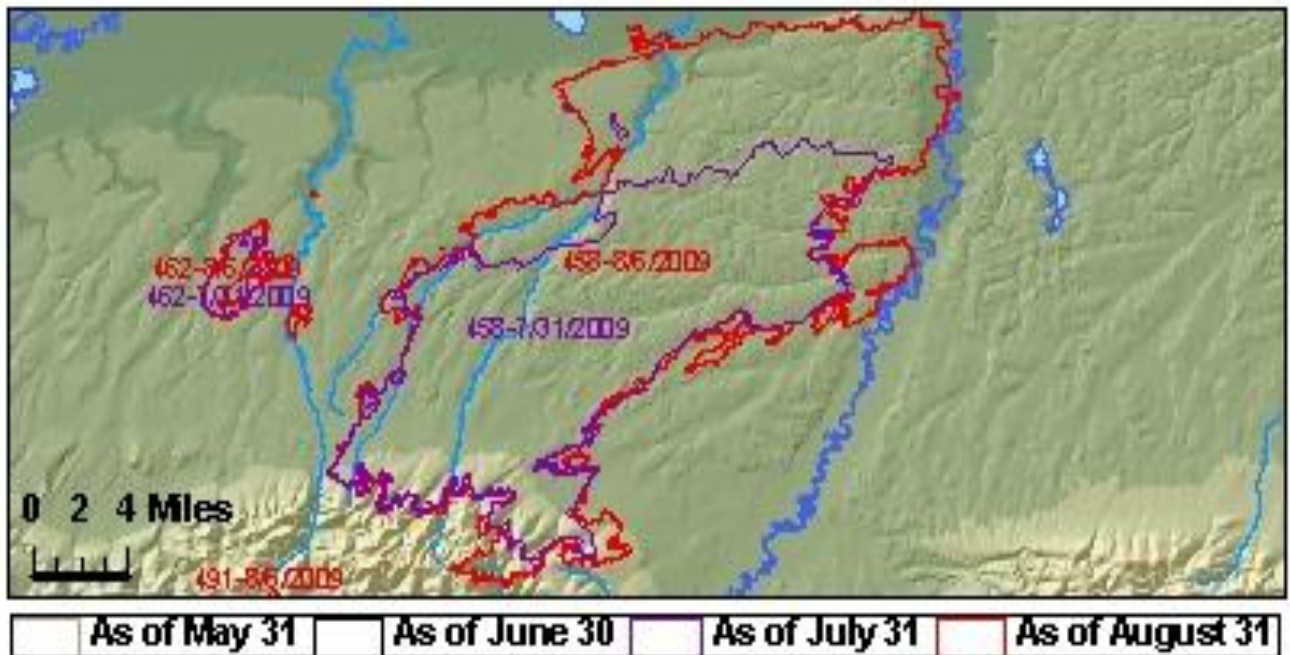 462-8/6/2009
462-7/31/2009
458-8/6/2009
458-7/31/2009
0 2 4 Miles
491-8/6/2009
As of May 31 As of June 30 As of July 31 As of August 31